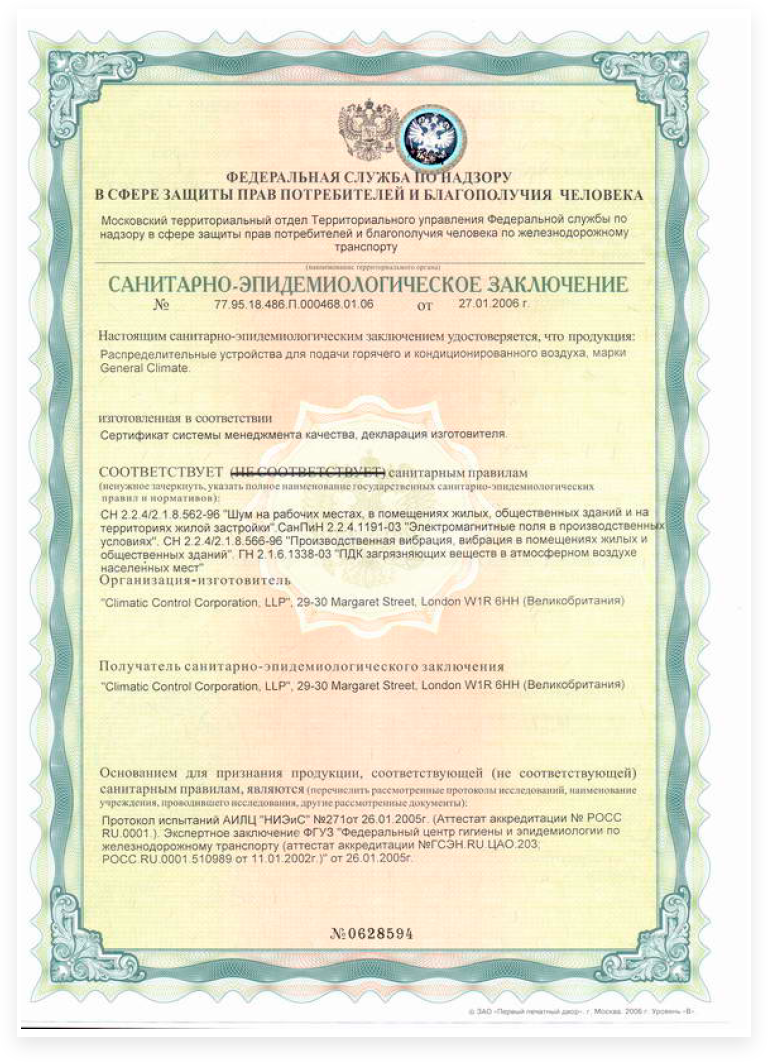 ФЕДЕРАЛЬНАЯ СЛУЖБА ПО НАДЗОРУ
В СФЕРЕ ЗАЩИТЫ ПРАВ ПОТРЕБИТЕЛЕЙ И БЛАГОПОЛУЧИЯ ЧЕЛОВЕКА
Московский территориальный отдел Территориального управления Федеральной службы по
надзору в сфере защиты прав потребителей и благополучия человека по железнодорожному
транспорту
(наименование территориального органа)
САНИТАРНО-ЭПИДЕМИОЛОГИЧЕСКОЕ ЗАКЛЮЧЕНИЕ
№ 77.95.18.486.П.000468.01.06 от 27.01.2006 г.
Настоящим санитарно-эпидемиологическим заключением удостоверяется, что продукция:
Распределительные устройства для подачи горячего и кондиционированного воздуха, марки
General Climate.
изготовленная в соответствии
Сертификат системы менеджмента качества, декларация изготовителя.
СООТВЕТСТВУЕТ (НЕ СООТВЕТСТВУЕТ) санитарным правилам
(ненужное зачеркнуть, указать полное наименование государственных санитарно-эпидемиологических
правил и нормативов):
СН 2.2.4/2.1.8.562-96 "Шум на рабочих местах, в помещениях жилых, общественных зданий и на
территориях жилой застройки".СанПиН 2.2.4.1191-03 "Электромагнитные поля в производственных
условиях". СН 2.2.4/2.1.8.566-96 "Производственная вибрация, вибрация в помещениях жилых и
общественных зданий". ГН 2.1.6.1338-03 "ПДК загрязняющих веществ в атмосферном воздухе
населенных мест"
Организация-изготовитель
"Climatic Control Corporation, LLP", 29-30 Margaret Street, London W1R 6HH (Великобритания)
Получатель санитарно-эпидемиологического заключения
"Climatic Control Corporation, LLP", 29-30 Margaret Street, London W1R 6HH (Великобритания)
Основанием для признания продукции, соответствующей (не соответствующей)
санитарным правилам, являются (перечислить рассмотренные протоколы исследований, наименование
учреждения, проводившего исследования, другие рассмотренные документы):
Протокол испытаний АИЛЦ "НИЭиС" №271от 26.01.2005г. (Аттестат аккредитации № РОСС
RU.0001.). Экспертное заключение ФГУЗ "Федеральный центр гигиены и эпидемиологии по
железнодорожному транспорту (аттестат аккредитации №ГСЭН.RU.ЦАО.203;
РОСС.RU.0001.510989 от 11.01.2002г.)" от 26.01.2005г.
№0628594
© ЗАО «Первый печатный двор», г. Москва, 2006 г. Уровень «В».